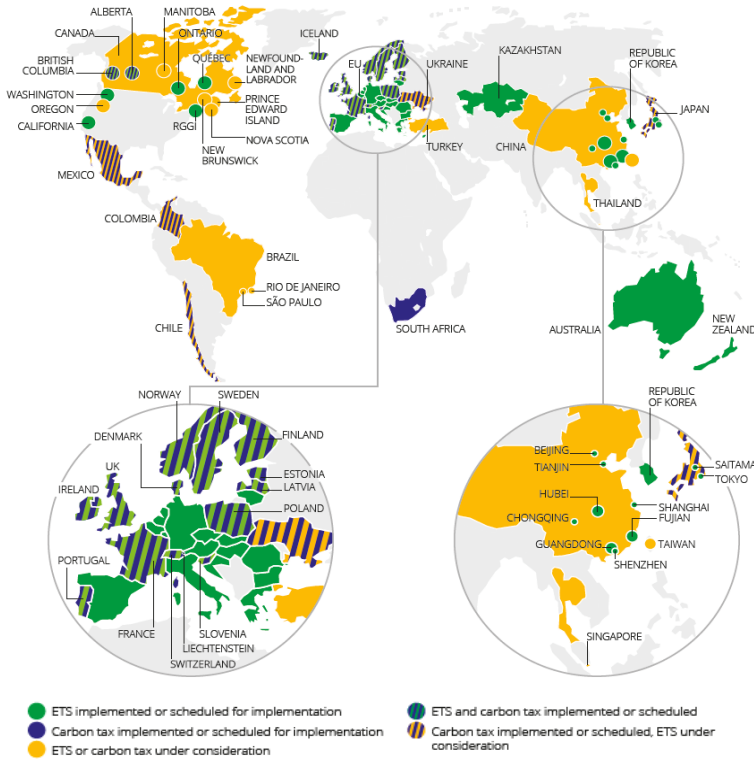 ALBERTA
MANITOBA
CANADA
ONTARIO
ICELAND
BRITISH
COLUMBIA
QUÉBEC
NEWFOUND-
LAND AND
LABRADOR
EU
UKRAINE
KAZAKHSTAN
REPUBLIC
OF KOREA
WASHINGTON
OREGON
CALIFORNIA
RGGI
PRINCE
EDWARD
ISLAND
NOVA SCOTIA
NEW
BRUNSWICK
TURKEY
CHINA
JAPAN
MEXICO
THAILAND
COLOMBIA
BRAZIL
RIO DE JANEIRO
SÃO PAULO
CHILE
SOUTH AFRICA
AUSTRALIA
NEW
ZEALAND
NORWAY
SWEDEN
DENMARK
FINLAND
UK
ESTONIA
LATVIA
IRELAND
POLAND
PORTUGAL
FRANCE
SLOVENIA
LIECHTENSTEIN
SWITZERLAND
REPUBLIC
OF KOREA
BEIJING
TIANJIN
SAITAMA
TOKYO
HUBEI
SHANGHAI
CHONGQING
FUJIAN
GUANGDONG
TAIWAN
SHENZHEN
SINGAPORE
ETS implemented or scheduled for implementation
Carbon tax implemented or scheduled for implementation
ETS or carbon tax under consideration
ETS and carbon tax implemented or scheduled
Carbon tax implemented or scheduled, ETS under
consideration